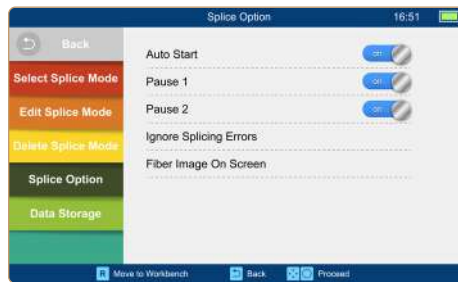 Splice Option 16:51
Back
Select Splice Mode
Edit Splice Mode
Delete Splice Mode
Splice Option
Data Storage
Auto Start on
Pause 1 on
Pause 2 on
Ignore Splicing Errors
Fiber Image On Screen
R Move to Workbench Back Proceed